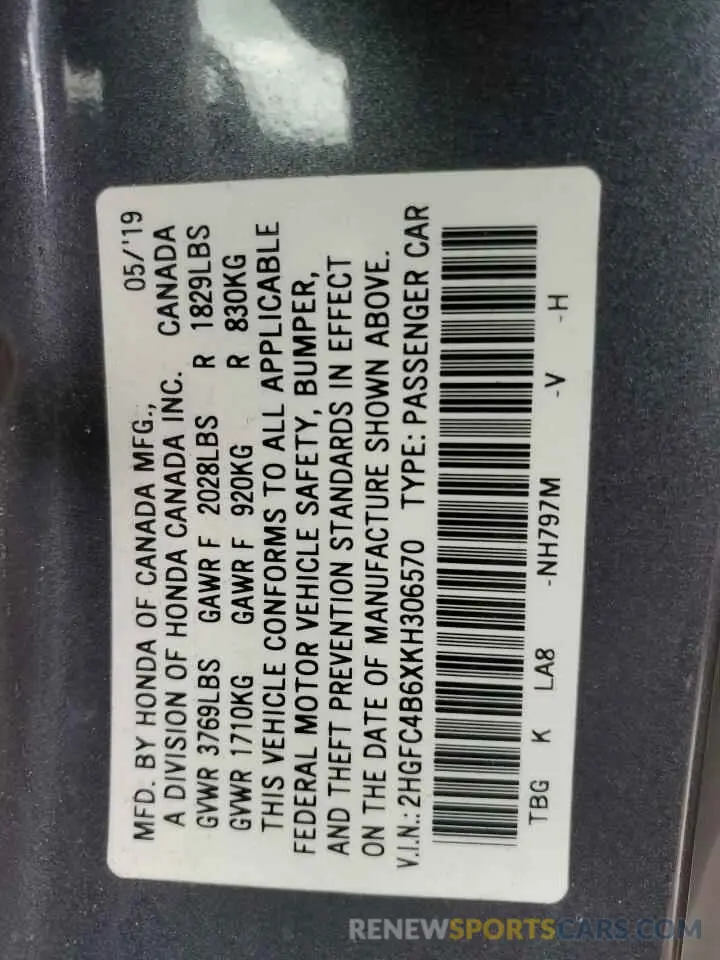 MFD. BY HONDA OF CANADA MFG., 05/'19
A DIVISION OF HONDA CANADA INC. CANADA
GVWR 3769LBS GAWR F 2028LBS R 1829LBS
GVWR 1710KG GAWR F 920KG R 830KG
THIS VEHICLE CONFORMS TO ALL APPLICABLE
FEDERAL MOTOR VEHICLE SAFETY, BUMPER,
AND THEFT PREVENTION STANDARDS IN EFFECT
ON THE DATE OF MANUFACTURE SHOWN ABOVE.
V.I.N.: 2HGFC4B6XKH306570 TYPE: PASSENGER CAR
TBG K LA8 -NH797M -V -H
RENEWSPORTSCARS.COM